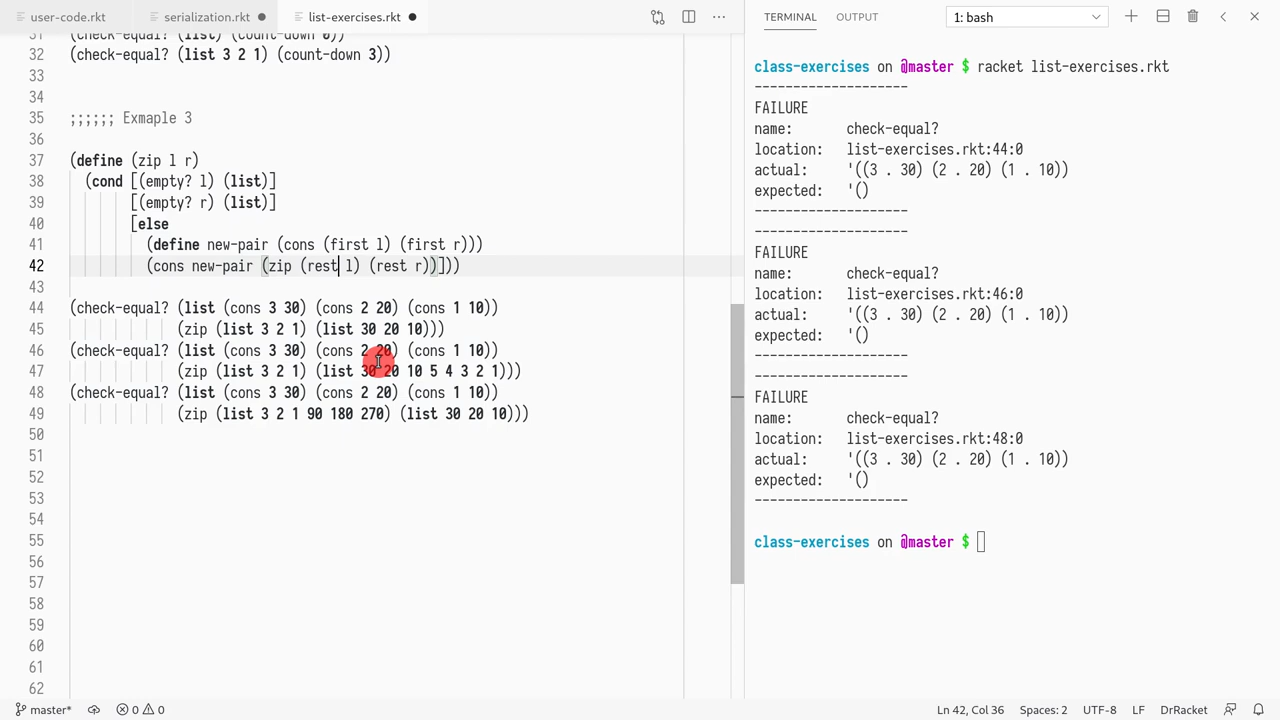 user-code.rkt serialization.rkt list-exercises.rkt
31 (check-equal? (list) (count-down 0))
32 (check-equal? (list 3 2 1) (count-down 3))
33
34
35 ;;;;;; Exmaple 3
36
37 (define (zip l r)
38 (cond [(empty? l) (list)]
39 [(empty? r) (list)]
40 [else
41 (define new-pair (cons (first l) (first r)))
42 (cons new-pair (zip (rest l) (rest r))]))
43
44 (check-equal? (list (cons 3 30) (cons 2 20) (cons 1 10))
45 (zip (list 3 2 1) (list 30 20 10)))
46 (check-equal? (list (cons 3 30) (cons 2 20) (cons 1 10))
47 (zip (list 3 2 1) (list 30 20 10 5 4 3 2 1)))
48 (check-equal? (list (cons 3 30) (cons 2 20) (cons 1 10))
49 (zip (list 3 2 1 90 180 270) (list 30 20 10)))
50
51
52
53
54
55
56
57
58
59
60
61
62
TERMINAL OUTPUT 1: bash
class-exercises on @master $ racket list-exercises.rkt
--------------------
FAILURE
name: check-equal?
location: list-exercises.rkt:44:0
actual: '((3 . 30) (2 . 20) (1 . 10))
expected: '()
--------------------
--------------------
FAILURE
name: check-equal?
location: list-exercises.rkt:46:0
actual: '((3 . 30) (2 . 20) (1 . 10))
expected: '()
--------------------
--------------------
FAILURE
name: check-equal?
location: list-exercises.rkt:48:0
actual: '((3 . 30) (2 . 20) (1 . 10))
expected: '()
--------------------
class-exercises on @master $
master* 0 0 Ln 42, Col 36 Spaces: 2 UTF-8 LF DrRacket